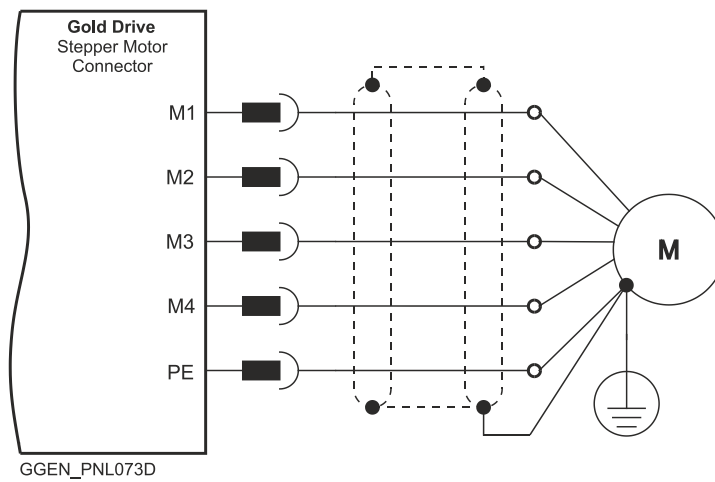 Gold Drive
Stepper Motor
Connector
M1
M2
M3
M4
PE
M
GGEN_PNL073D